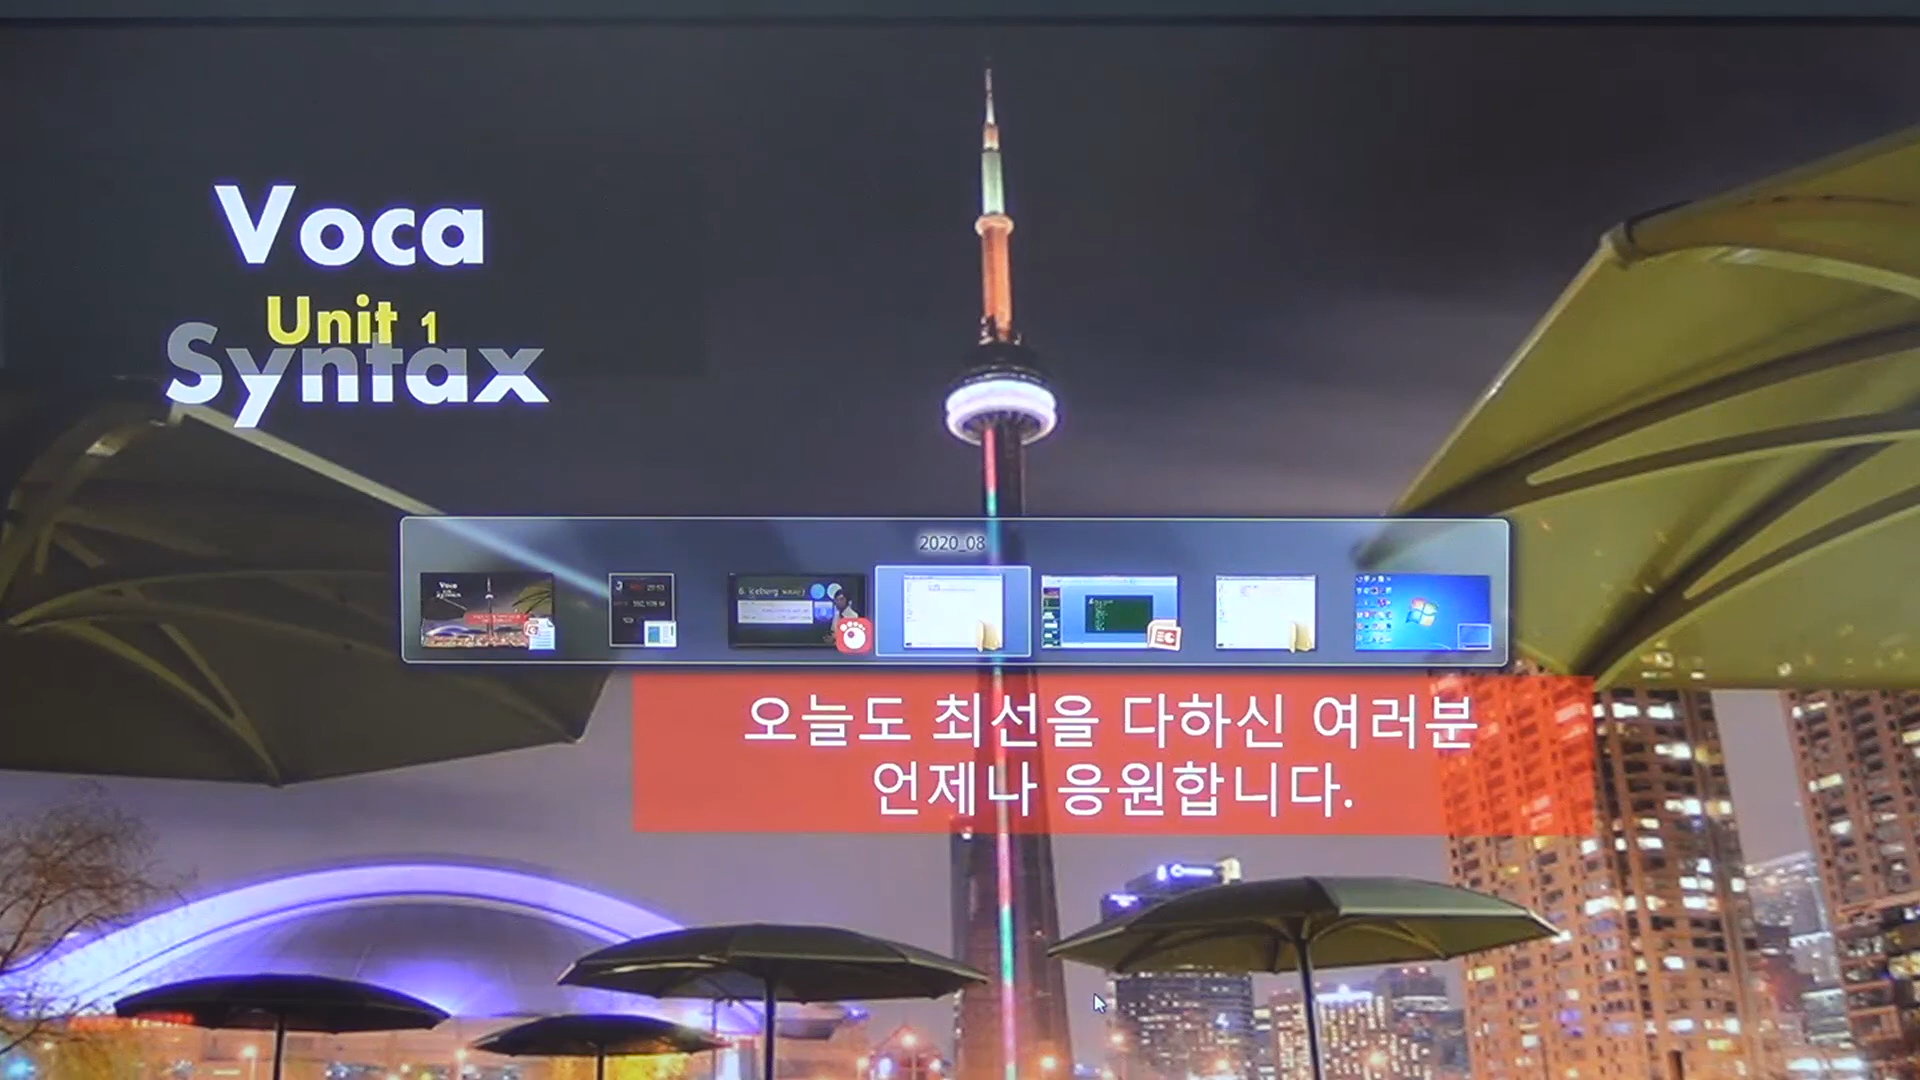 Voca
Unit 1
Syntax
2020_08
오늘도 최선을 다하신 여러분
언제나 응원합니다.